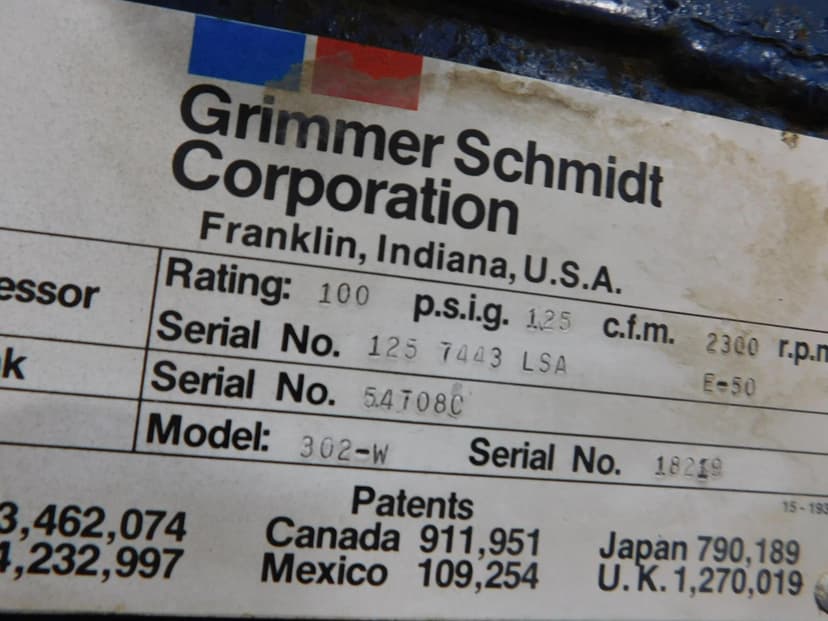 Grimmer Schmidt
Corporation
Franklin, Indiana, U.S.A.
essor Rating: 100 p.s.i.g. 125 c.f.m. 2300 r.p.m
Serial No. 125 7443 LSA E-50
k Serial No.
Model: 302-W Serial No.
Patents
3,462,074 Canada 911,951 Japan 790,189
4,232,997 Mexico 109,254 U.K. 1,270,019
15-193